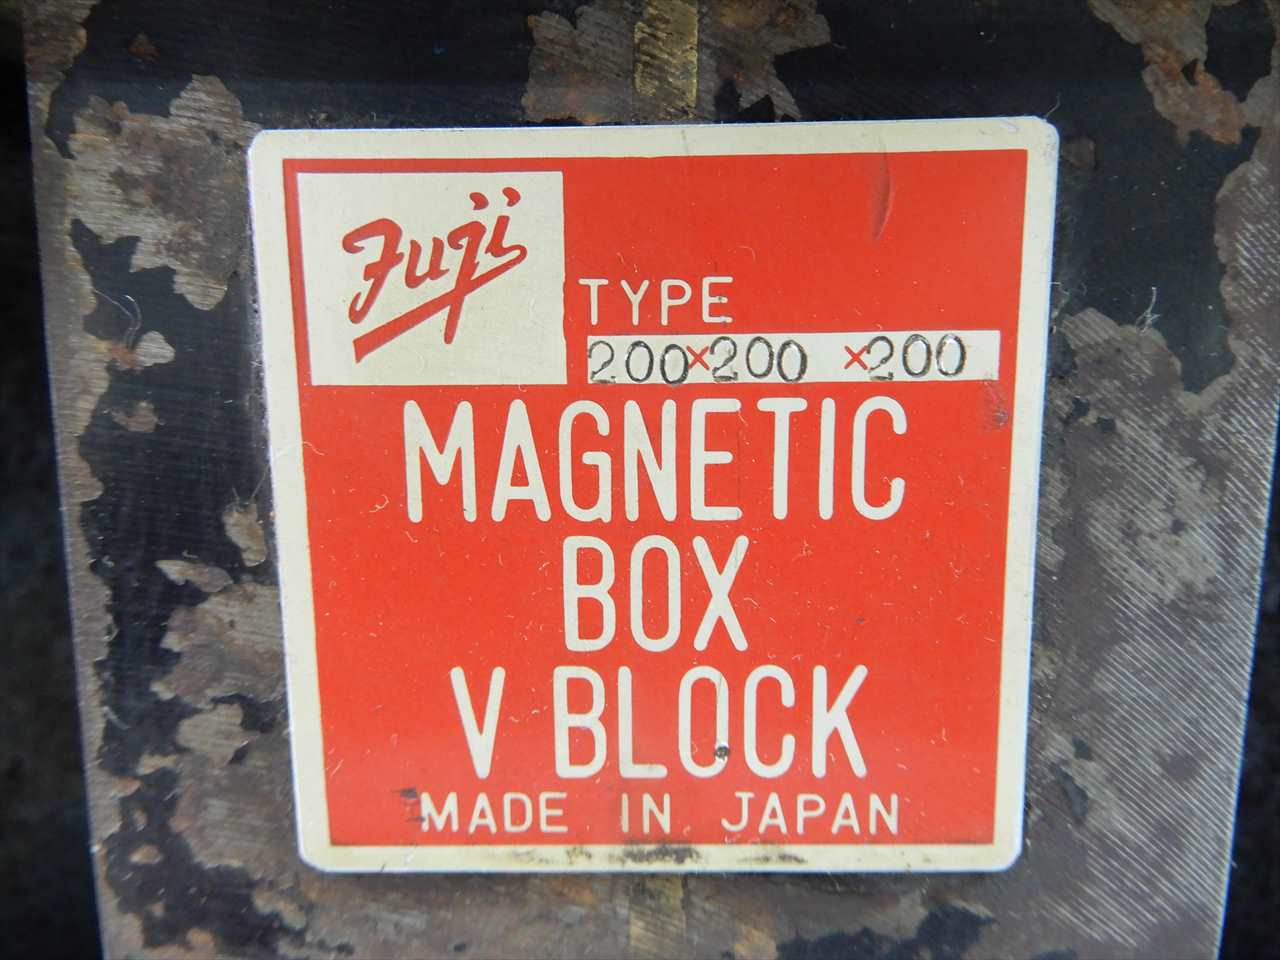 Fuji
TYPE
200×200 ×200
MAGNETIC
BOX
V BLOCK
MADE IN JAPAN